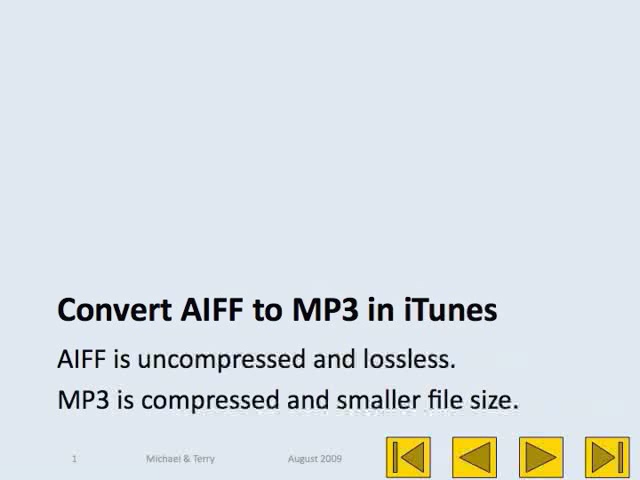 Convert AIFF to MP3 in iTunes
AIFF is uncompressed and lossless.
MP3 is compressed and smaller file size.
1 Michael & Terry August 2009